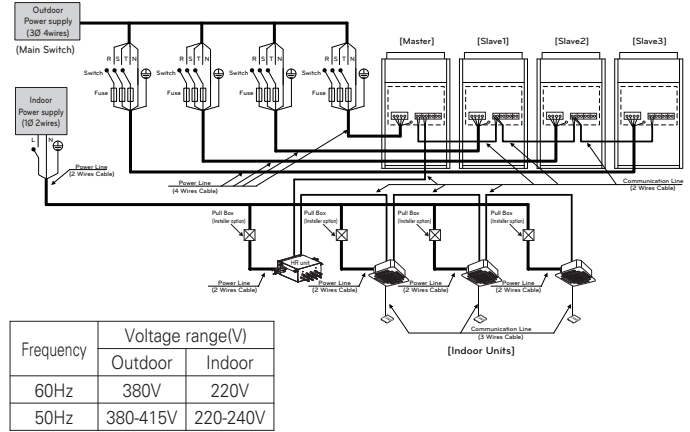 Outdoor
Power supply
(3Ø 4wires)
(Main Switch)
[Master]
[Slave1]
[Slave2]
[Slave3]
R S T N
R S T N
R S T N
R S T N
Switch
Switch
Switch
Switch
Fuse
Fuse
Fuse
Fuse
Indoor
Power supply
(1Ø 2wires)
L N
Power Line
(2 Wires Cable)
Power Line
(4 Wires Cable)
Communication Line
(2 Wires Cable)
Pull Box
(Installer option)
Pull Box
(Installer option)
Pull Box
(Installer option)
Pull Box
(Installer option)
HR unit
Power Line
(2 Wires Cable)
Power Line
(2 Wires Cable)
Power Line
(2 Wires Cable)
Power Line
(2 Wires Cable)
Communication Line
(3 Wires Cable)
[Indoor Units]
Frequency Voltage range(V)
Outdoor Indoor
60Hz 380V 220V
50Hz 380-415V 220-240V